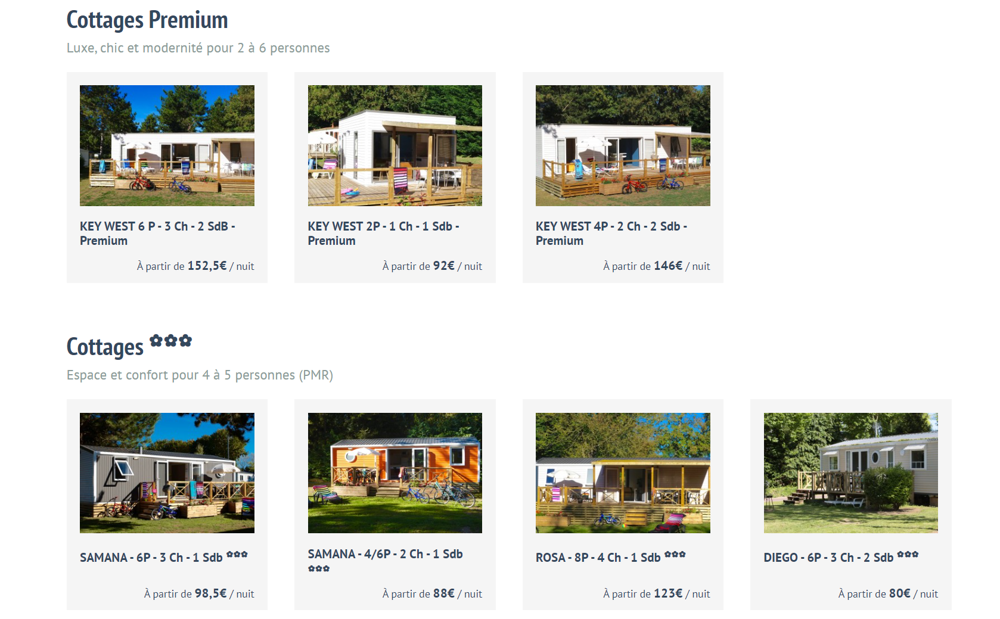 Cottages Premium
Luxe, chic et modernité pour 2 à 6 personnes
KEY WEST 6 P - 3 Ch - 2 SdB -
Premium
À partir de 152,5€ / nuit
KEY WEST 2P - 1 Ch - 1 Sdb -
Premium
À partir de 92€ / nuit
KEY WEST 4P - 2 Ch - 2 Sdb -
Premium
À partir de 146€ / nuit
Cottages ✿✿✿
Espace et confort pour 4 à 5 personnes (PMR)
SAMANA - 6P - 3 Ch - 1 Sdb ✿✿✿
À partir de 98,5€ / nuit
SAMANA - 4/6P - 2 Ch - 1 Sdb
✿✿✿
À partir de 88€ / nuit
ROSA - 8P - 4 Ch - 1 Sdb ✿✿✿
À partir de 123€ / nuit
DIEGO - 6P - 3 Ch - 2 Sdb ✿✿✿
À partir de 80€ / nuit